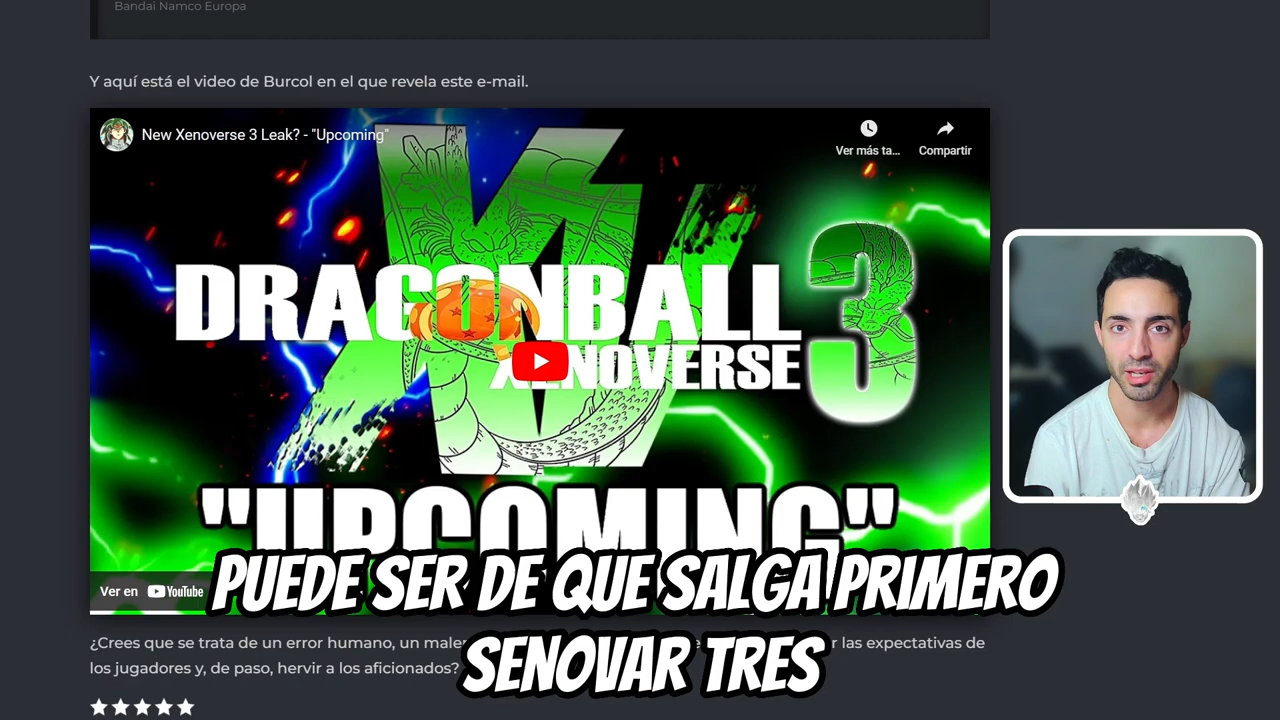 Bandai Namco Europa
Y aquí está el video de Burcol en el que revela este e-mail.
New Xenoverse 3 Leak? - "Upcoming"
Ver más ta...
Compartir
DRAGONBALL
XENOVERSE
3
"UPCOMING"
Ver en YouTube
PUEDE SER DE QUE SALGA PRIMERO
SENOVAR TRES
¿Crees que se trata de un error humano, un maler las expectativas de
los jugadores y, de paso, hervir a los aficionados?